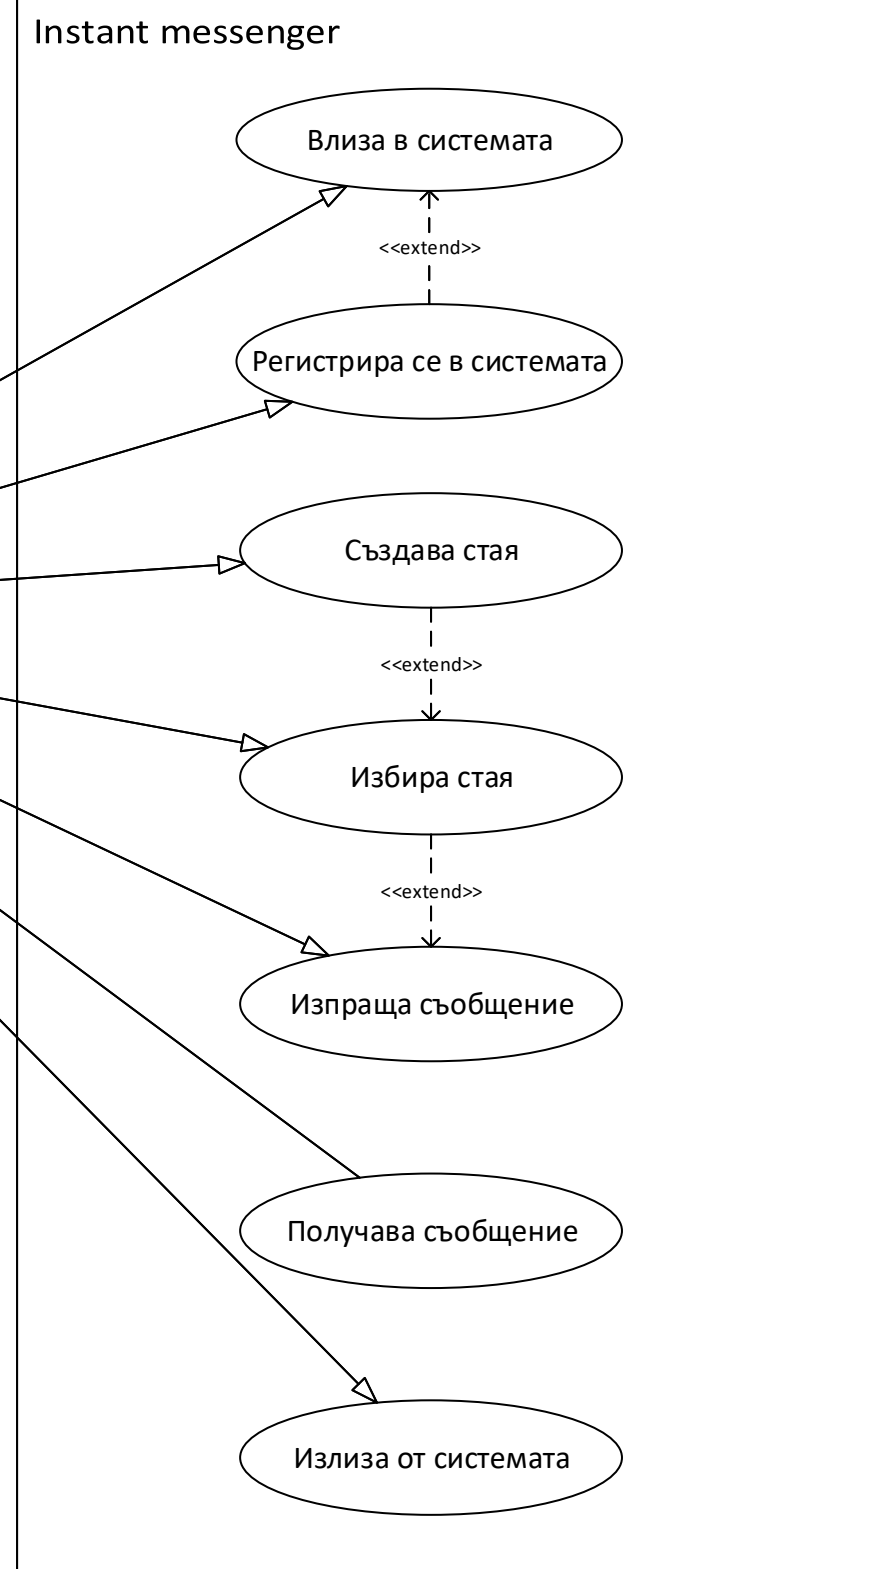 Instant messenger
Влиза в системата
<<extend>>
Регистрира се в системата
Създава стая
<<extend>>
Избира стая
<<extend>>
Изпраща съобщение
Получава съобщение
Излиза от системата